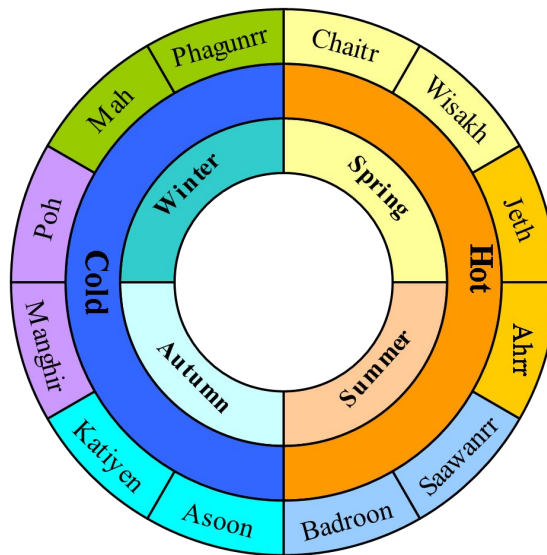 Chaitr
Wisakh
Jeth
Ahrr
Saawanrr
Badroon
Asoon
Katiyen
Manghir
Poh
Mah
Phagunrr
Hot
Cold
Spring
Summer
Autumn
Winter